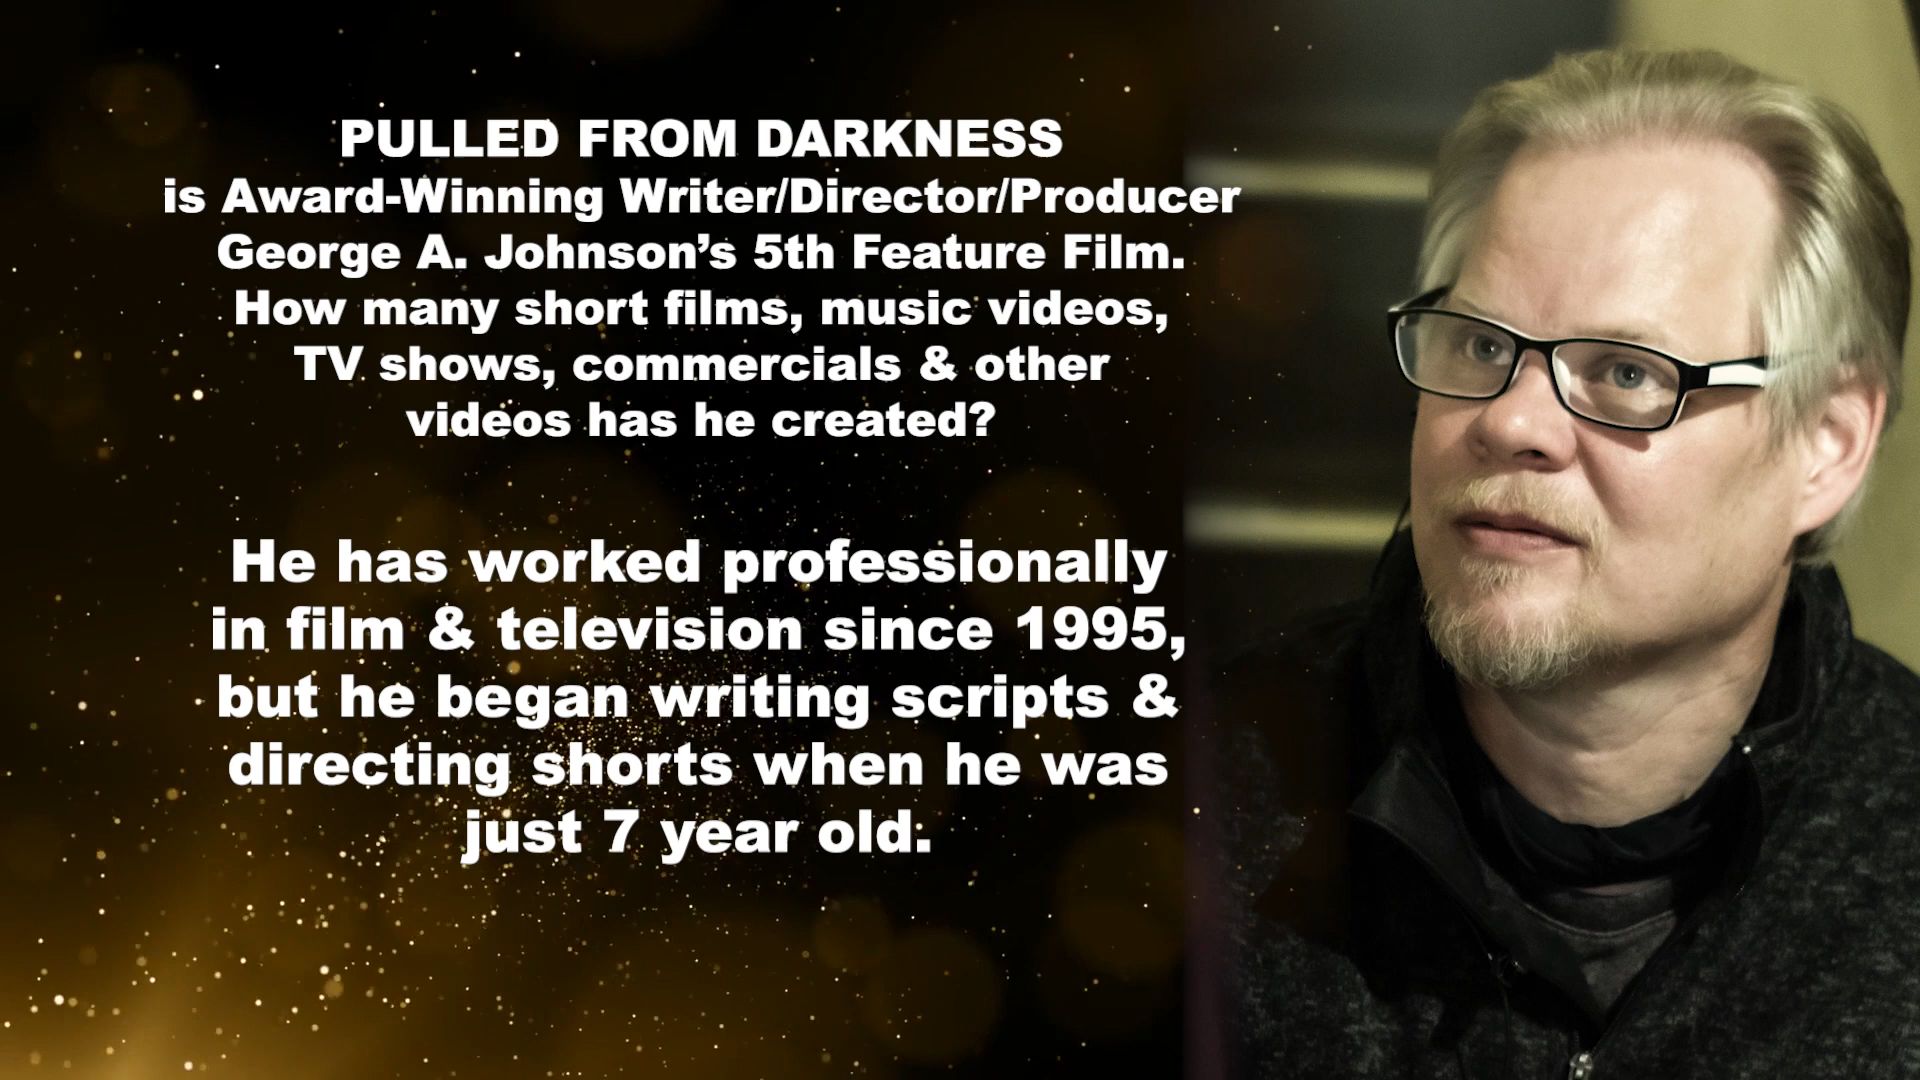 PULLED FROM DARKNESS
is Award-Winning Writer/Director/Producer
George A. Johnson’s 5th Feature Film.
How many short films, music videos,
TV shows, commercials & other
videos has he created?
He has worked professionally
in film & television since 1995,
but he began writing scripts &
directing shorts when he was
just 7 year old.